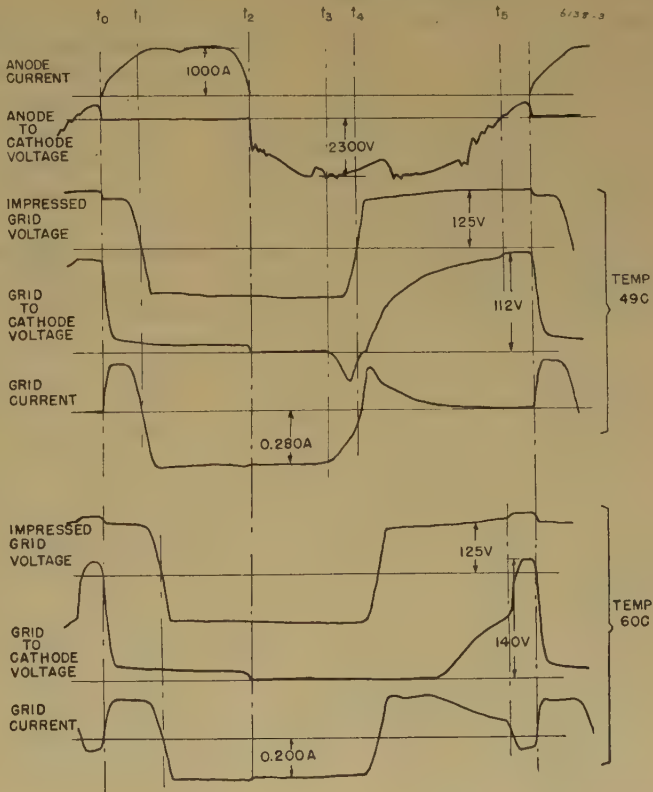 t0 t1 t2 t3 t4 t5 6138-3
ANODE
CURRENT
1000A
ANODE
TO
CATHODE
VOLTAGE
2300V
IMPRESSED
GRID
VOLTAGE
125V
GRID
TO
CATHODE
VOLTAGE
112V
TEMP
49C
GRID
CURRENT
0.280A
IMPRESSED
GRID
VOLTAGE
125V
GRID
TO
CATHODE
VOLTAGE
140V
TEMP
60C
GRID
CURRENT
0.200A